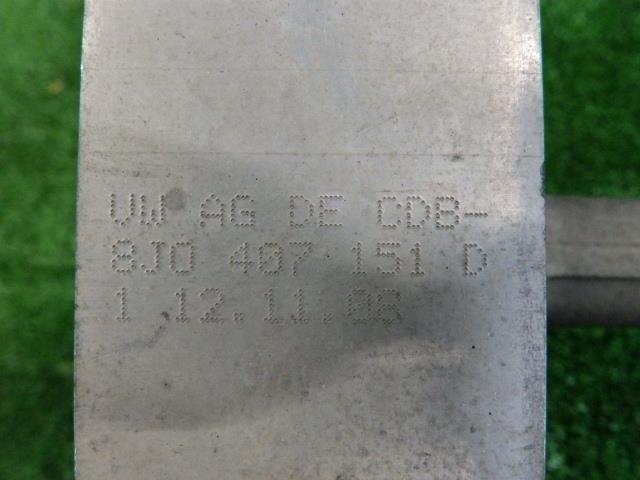 VW AG DE CDB-
8J0 407 151 D
1 12.11.08